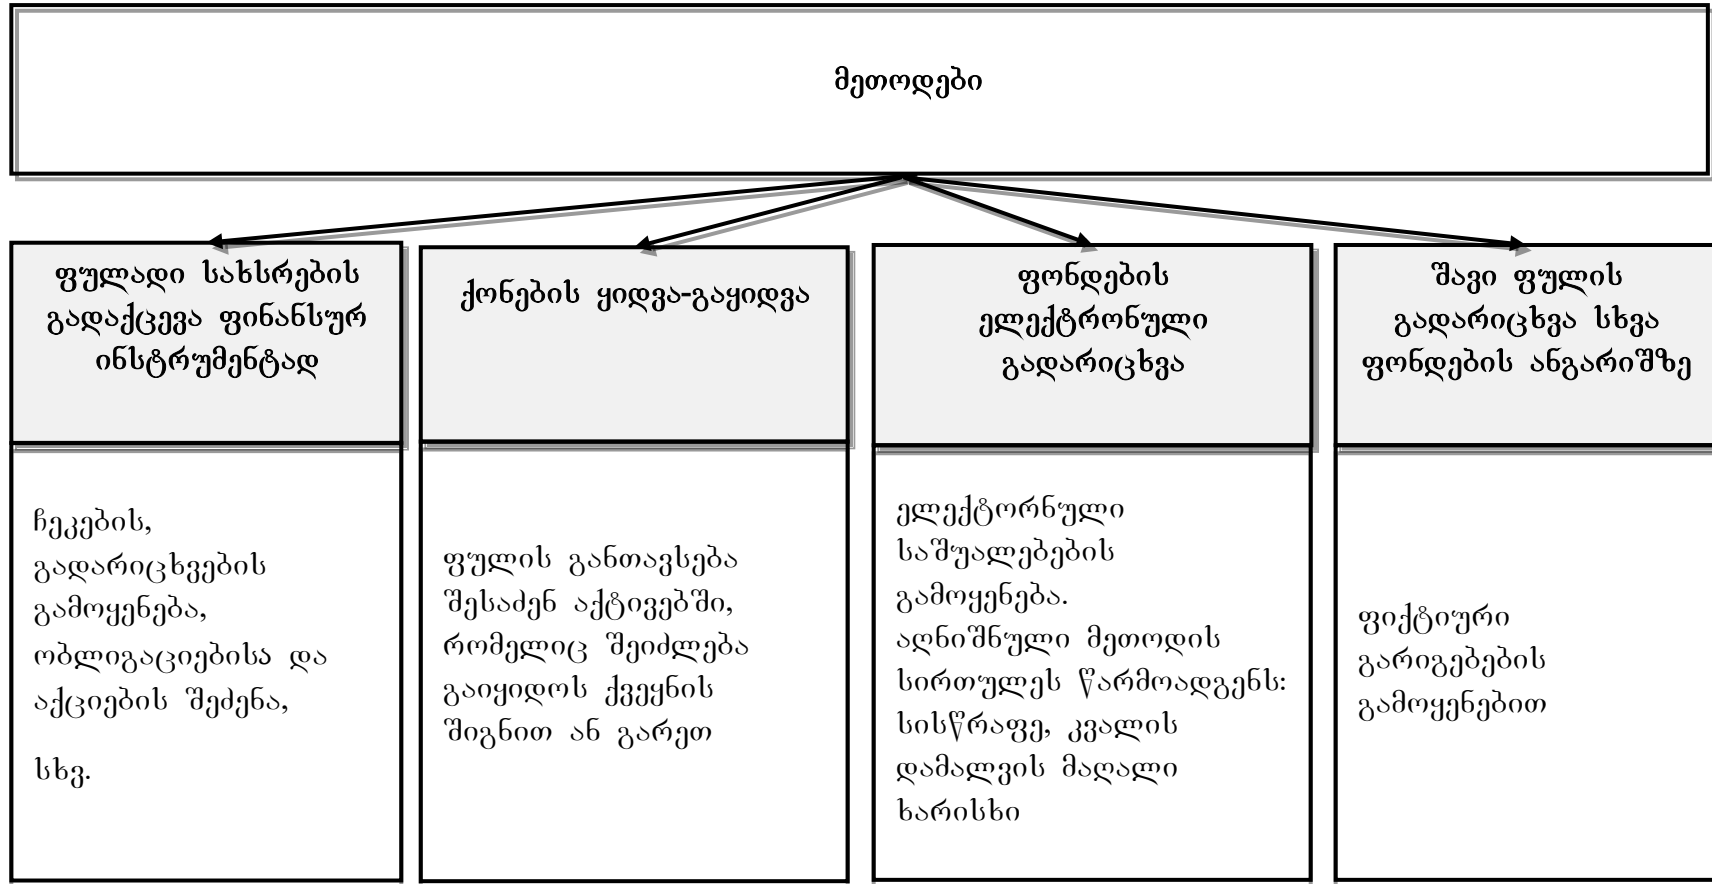 მეთოდები
ფულადი სახსრების
გადაქცევა ფინანსურ
ინსტრუმენტად
ქონების ყიდვა-გაყიდვა
ფონდების
ელექტრონული
გადარიცხვა
შავი ფულის
გადარიცხვა სხვა
ფონდების ანგარიშზე
ჩეკების,
გადარიცხვების
გამოყენება,
ობლიგაციებისა და
აქციების შეძენა,
სხვ.
ფულის განთავსება
შესაძენ აქტივებში,
რომელიც შეიძლება
გაიყიდოს ქვეყნის
შიგნით ან გარეთ
ელექტორნული
საშუალებების
გამოყენება.
აღნიშნული მეთოდის
სირთულეს წარმოადგენს:
სისწრაფე, კვალის
დამალვის მაღალი
ხარისხი
ფიქტიური
გარიგებების
გამოყენებით